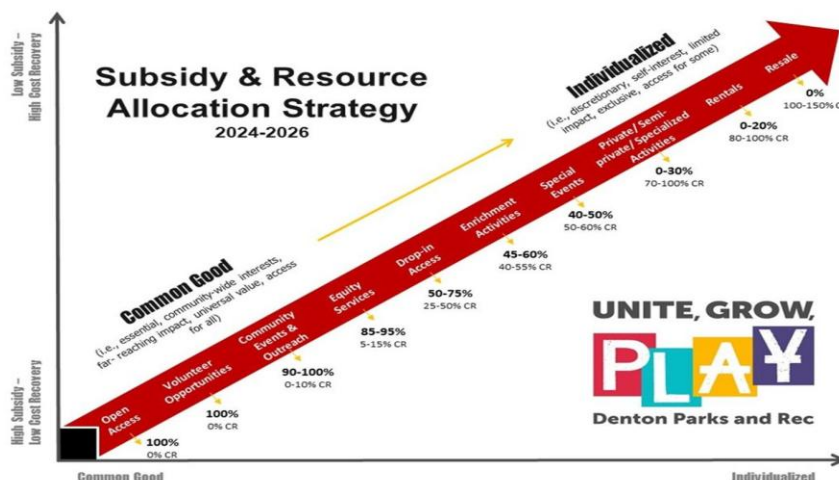 Low Subsidy –
High Cost Recovery
Subsidy & Resource
Allocation Strategy
2024-2026
Individualized
(i.e., discretionary, self-interest, limited
impact, exclusive, access for some)
Common Good
(i.e., essential, community-wide interests,
far- reaching impact, universal value, access
for all)
Open
Access
100%
0% CR
Volunteer
Opportunities
100%
0% CR
Community
Events &
Outreach
90-100%
0-10% CR
Equity
Services
85-95%
5-15% CR
Drop-in
Access
50-75%
25-50% CR
Enrichment
Activities
45-60%
40-55% CR
Special
Events
40-50%
50-60% CR
Private/ Semi-
private/ Specialized
Activities
0-30%
70-100% CR
Rentals
0-20%
80-100% CR
Resale
0%
100-150% C
UNITE, GROW,
PLAY
Denton Parks and Rec
High Subsidy –
Low Cost Recovery
Common Good
Individualized